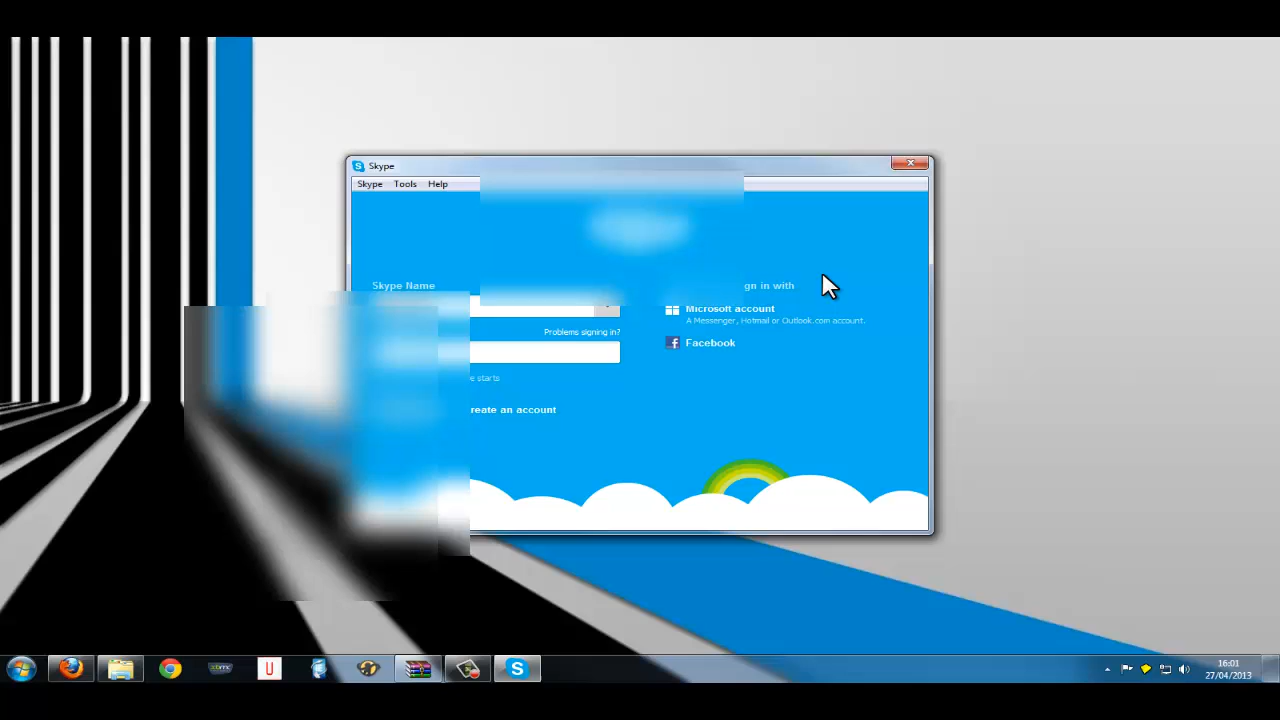 Skype
Skype Tools Help
Skype Name
gn in with
Microsoft account
A Messenger, Hotmail or Outlook.com account.
Problems signing in?
Facebook
e starts
reate an account
16:01
27/04/2013